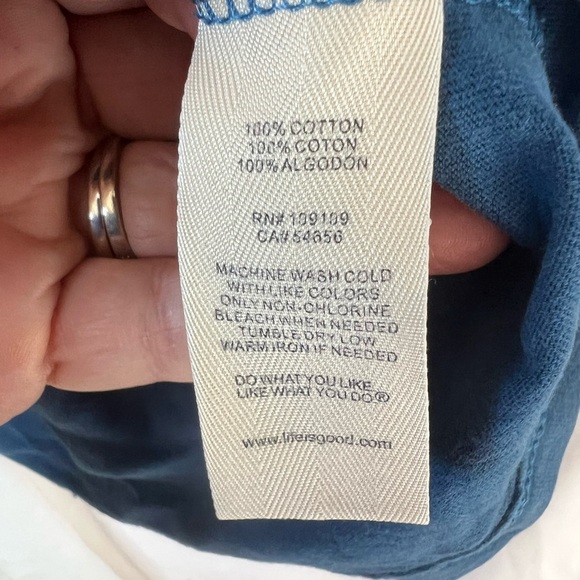 100% COTTON
100% COTON
100% ALGODON
RN# 109109
CA# 54656
MACHINE WASH COLD
WITH LIKE COLORS
ONLY NON-CHLORINE
BLEACH WHEN NEEDED
TUMBLE DRY LOW
WARM IRON IF NEEDED
DO WHAT YOU LIKE
LIKE WHAT YOU DO®
www.lifeisgood.com